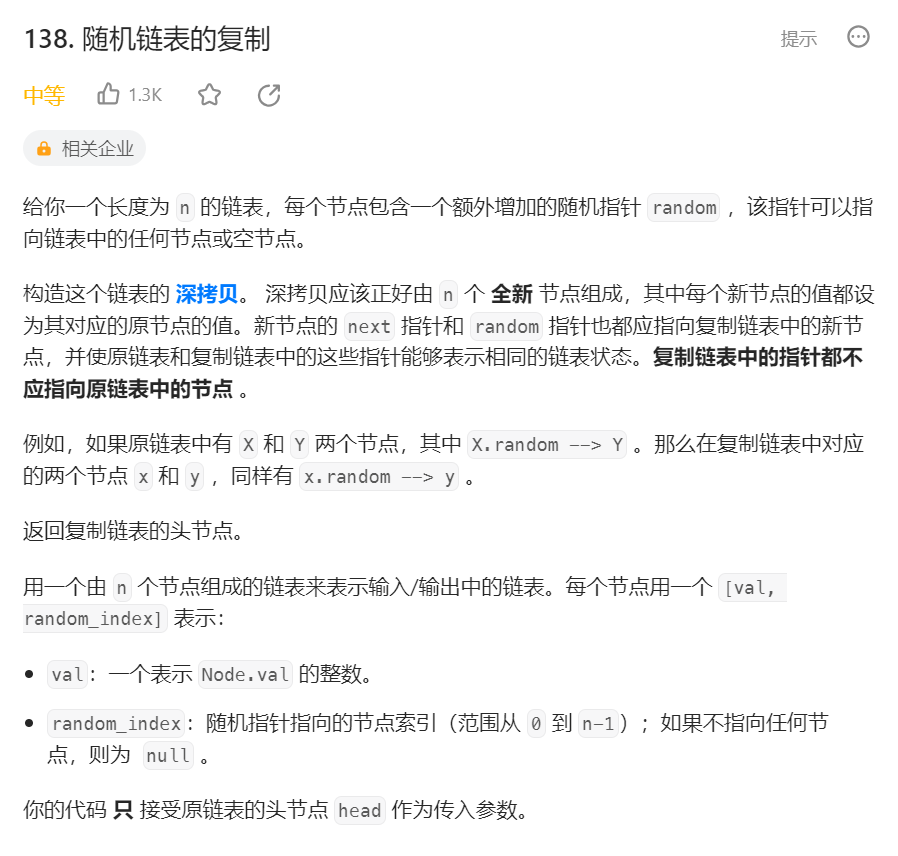 138. 随机链表的复制
提示
中等 1.3K
相关企业
给你一个长度为 n 的链表，每个节点包含一个额外增加的随机指针 random ，该指针可以指
向链表中的任何节点或空节点。
构造这个链表的 深拷贝。 深拷贝应该正好由 n 个 全新 节点组成，其中每个新节点的值都设
为其对应的原节点的值。新节点的 next 指针和 random 指针也都应指向复制链表中的新节
点，并使原链表和复制链表中的这些指针能够表示相同的链表状态。复制链表中的指针都不
应指向原链表中的节点 。
例如，如果原链表中有 X 和 Y 两个节点，其中 X.random --> Y 。那么在复制链表中对应
的两个节点 x 和 y ，同样有 x.random --> y 。
返回复制链表的头节点。
用一个由 n 个节点组成的链表来表示输入/输出中的链表。每个节点用一个 [val,
random_index] 表示：
• val：一个表示 Node.val 的整数。
• random_index：随机指针指向的节点索引（范围从 0 到 n-1）；如果不指向任何节
点，则为 null 。
你的代码 只 接受原链表的头节点 head 作为传入参数。